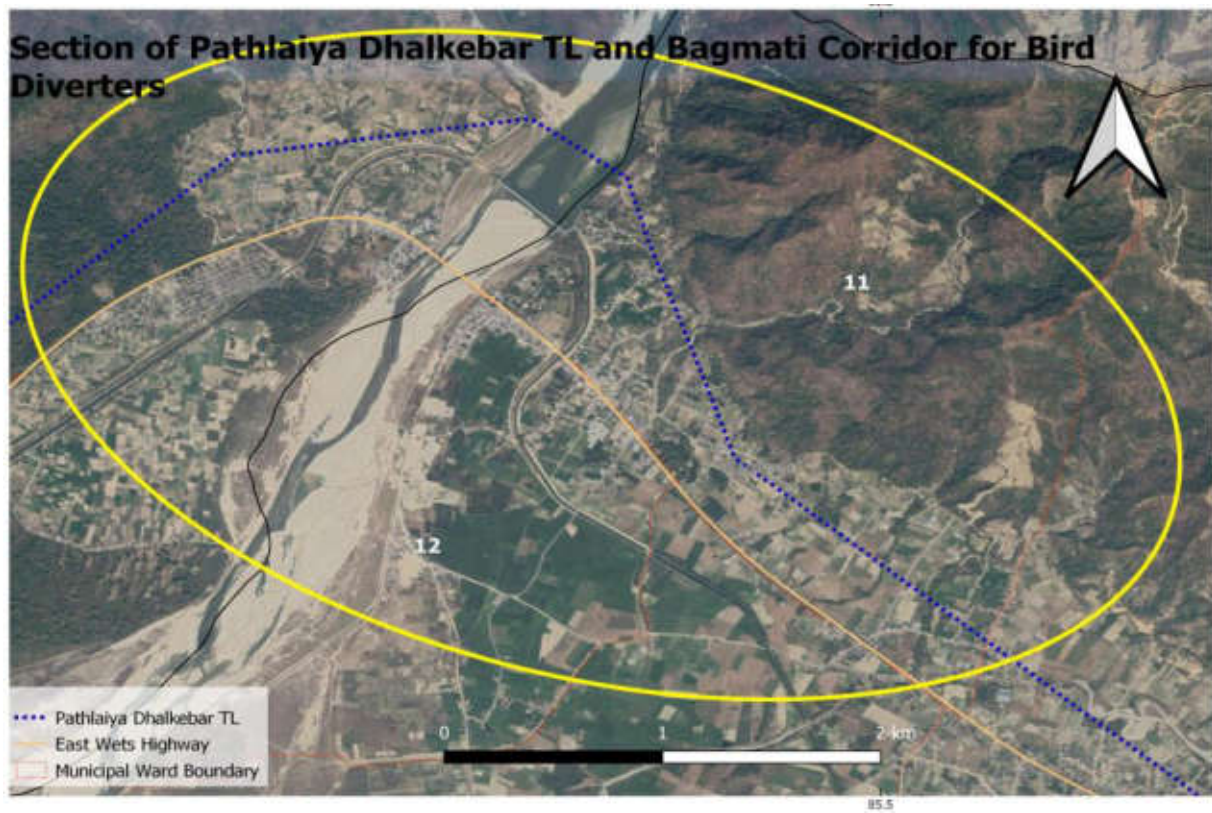 Section of Pathlaiya Dhalkebar TL and Bagmati Corridor for Bird
Diverters
11
12
Pathlaiya Dhalkebar TL
East Wets Highway
Municipal Ward Boundary
0 1 2 km
85.5